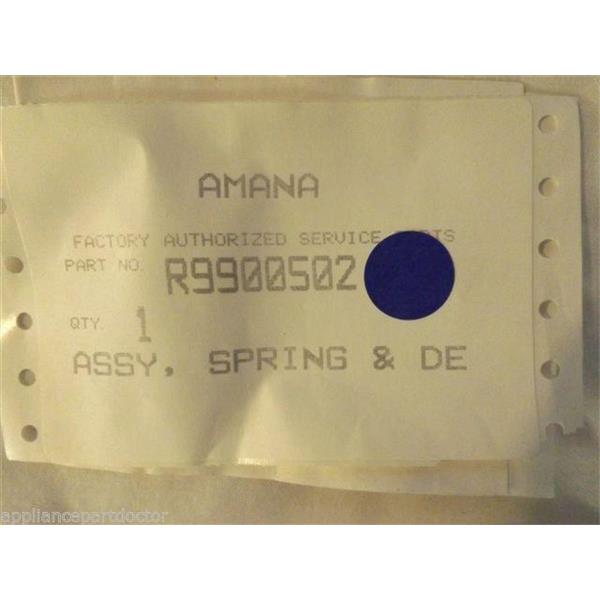 AMANA
FACTORY AUTHORIZED SERVICE
PART NO. R9900502
QTY. 1
ASSY, SPRING & DE
appliancepartdoctor